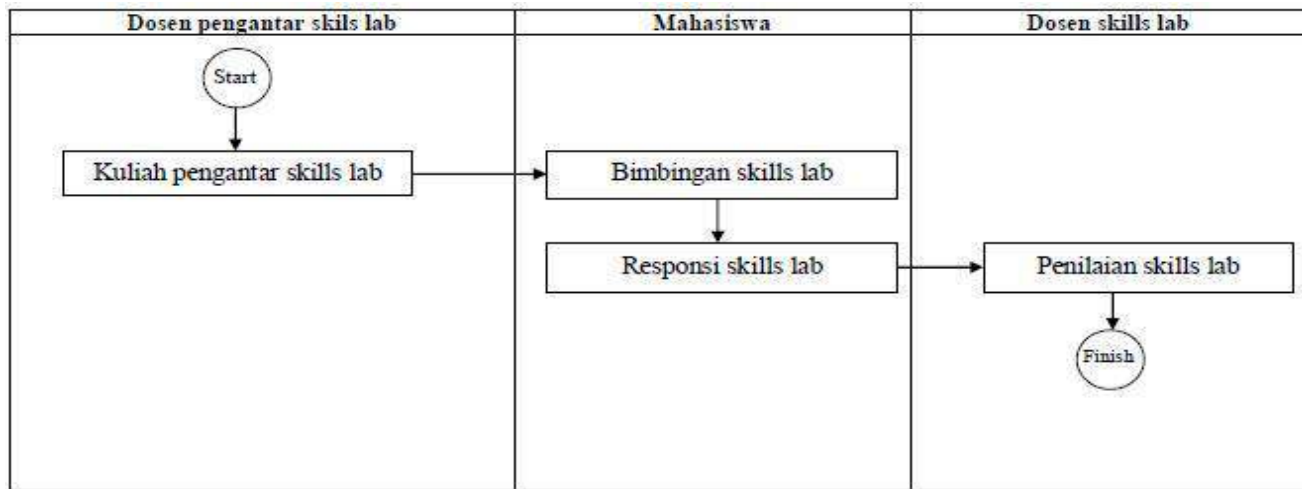 Dosen pengantar skils lab
Mahasiswa
Dosen skills lab
Start
Kuliah pengantar skills lab
Bimbingan skills lab
Responsi skills lab
Penilaian skills lab
Finish